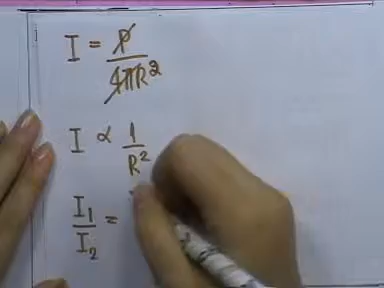 I = P / 4πR²
I ∝ 1 / R²
I₁ / I₂ =